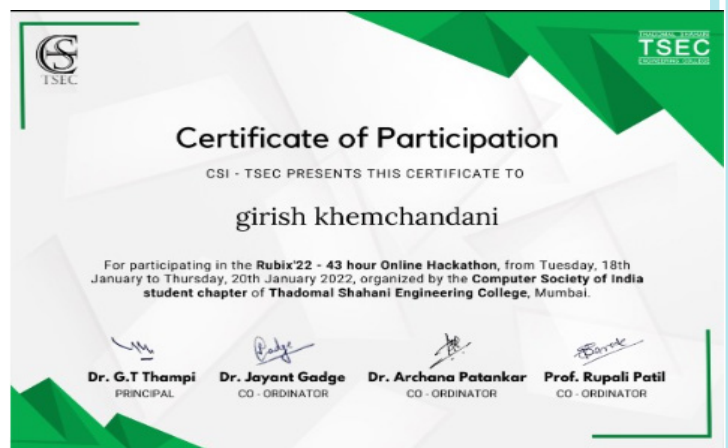 CS
TSEC
THADOMAL SHAHANI
TSEC
ENGINEERING COLLEGE
Certificate of Participation
CSI - TSEC PRESENTS THIS CERTIFICATE TO
girish khemchandani
For participating in the Rubix'22 - 43 hour Online Hackathon, from Tuesday, 18th
January to Thursday, 20th January 2022, organized by the Computer Society of India
student chapter of Thadomal Shahani Engineering College, Mumbai.
Dr. G.T Thampi
PRINCIPAL
Dr. Jayant Gadge
CO - ORDINATOR
Dr. Archana Patankar
CO - ORDINATOR
Prof. Rupali Patil
CO - ORDINATOR